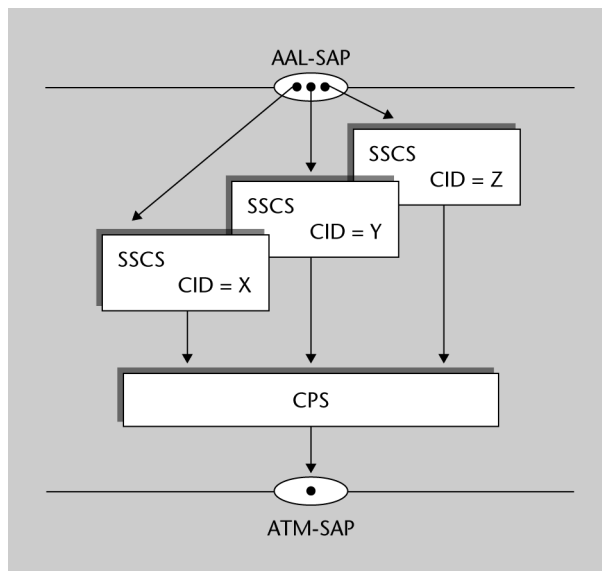 AAL-SAP
SSCS
CID = Z
SSCS
CID = Y
SSCS
CID = X
CPS
ATM-SAP